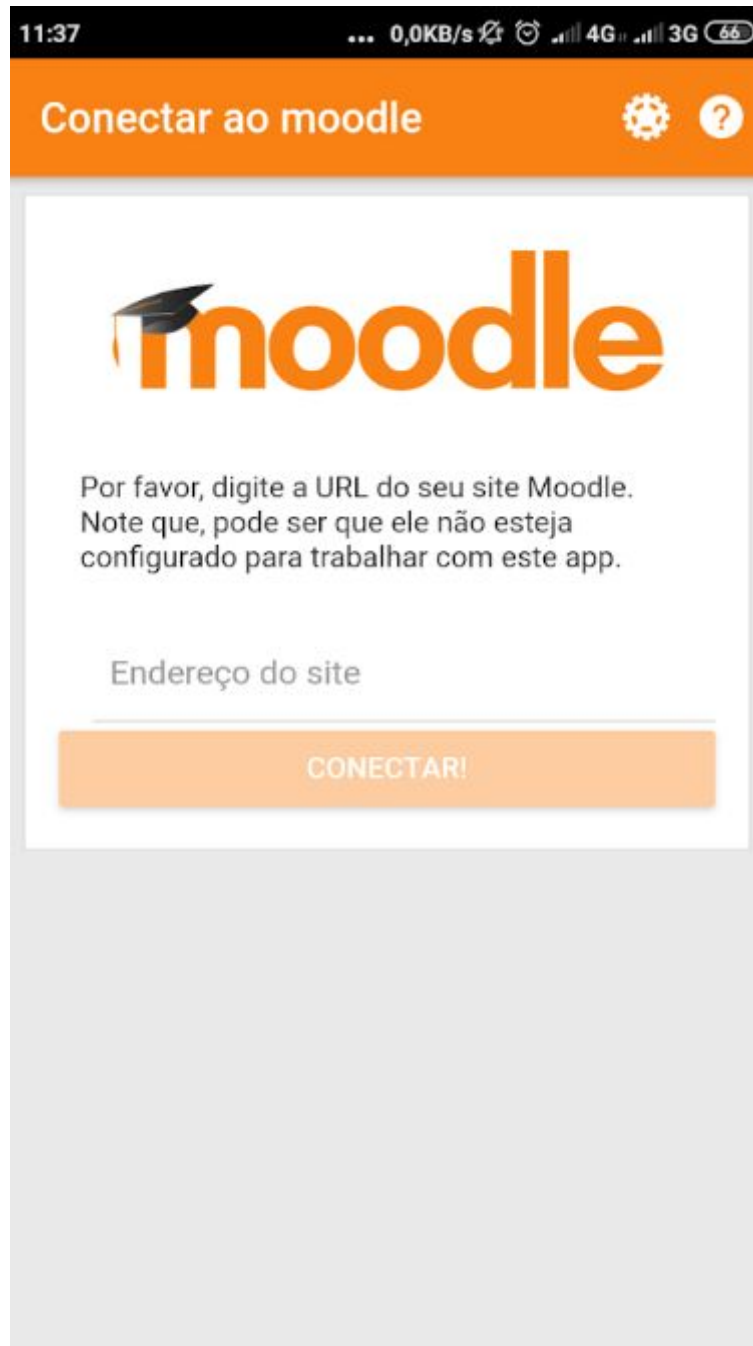 11:37 ... 0,0KB/s 4G 3G 66
Conectar ao moodle ?
moodle
Por favor, digite a URL do seu site Moodle.
Note que, pode ser que ele não esteja
configurado para trabalhar com este app.
Endereço do site
CONECTAR!